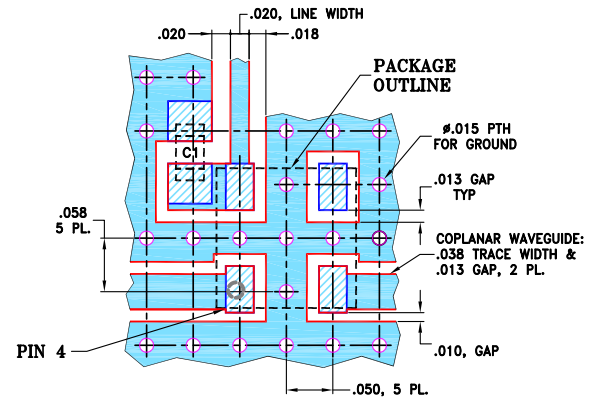 .020, LINE WIDTH
.020
.018
PACKAGE
OUTLINE
ø.015 PTH
FOR GROUND
C1
.013 GAP
TYP
.058
5 PL.
COPLANAR WAVEGUIDE:
.038 TRACE WIDTH &
.013 GAP, 2 PL.
PIN 4
.010, GAP
.050, 5 PL.